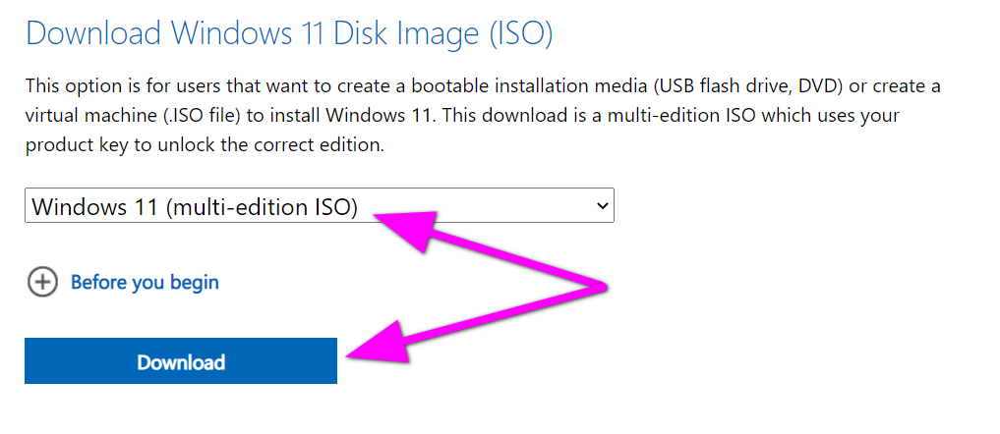 Download Windows 11 Disk Image (ISO)
This option is for users that want to create a bootable installation media (USB flash drive, DVD) or create a
virtual machine (.ISO file) to install Windows 11. This download is a multi-edition ISO which uses your
product key to unlock the correct edition.
Windows 11 (multi-edition ISO)
Before you begin
Download